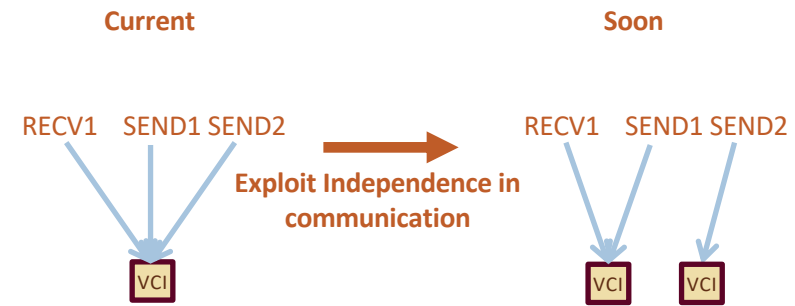 Current
Soon
RECV1 SEND1 SEND2
RECV1 SEND1 SEND2
Exploit Independence in
communication
VCI
VCI
VCI